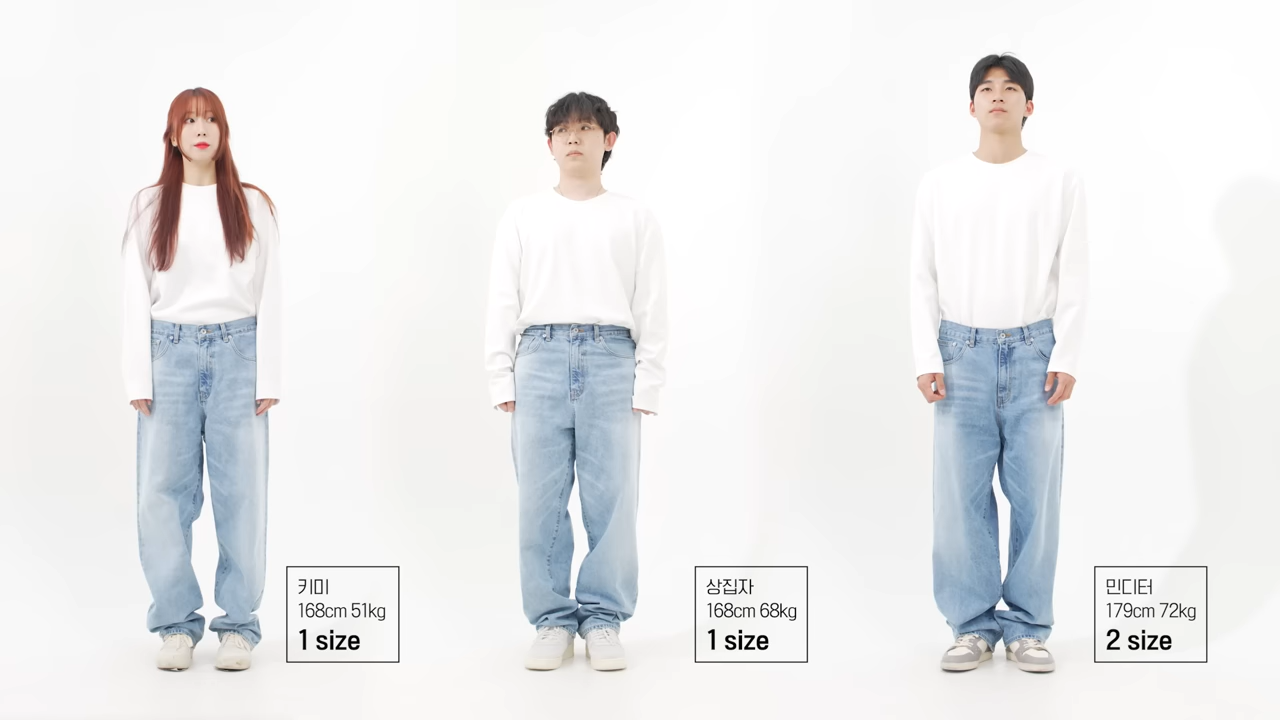 키미
168cm 51kg
1 size
상집자
168cm 68kg
1 size
민디터
179cm 72kg
2 size